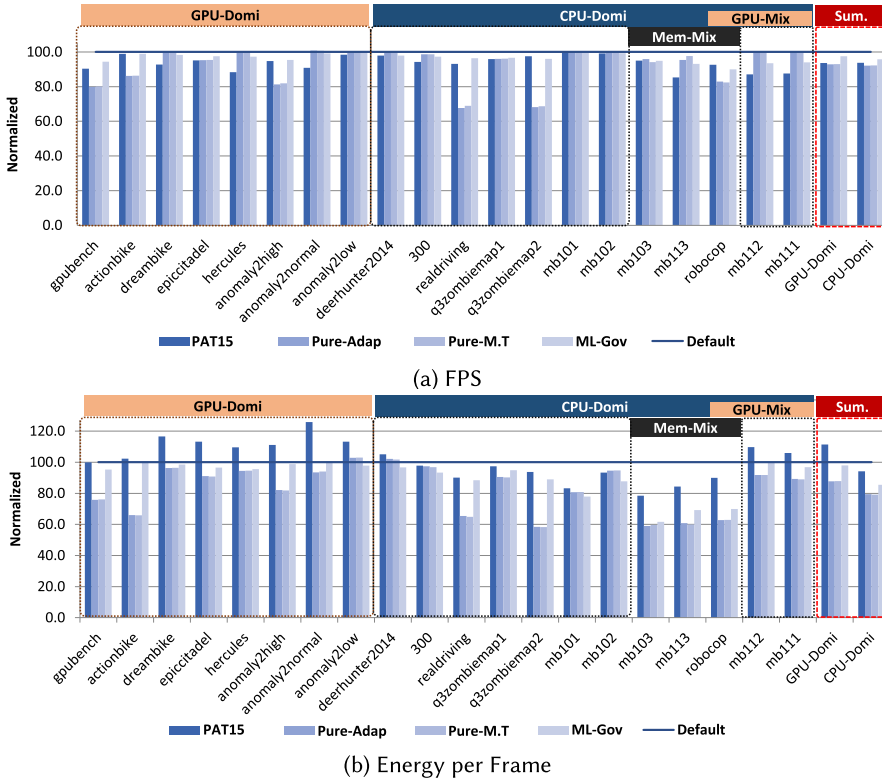 GPU-Domi
CPU-Domi
Sum.
GPU-Mix
Mem-Mix
Normalized
100.0
80.0
60.0
40.0
20.0
0.0
gpubench
actionbike
dreambike
epiccitadel
hercules
anomaly2high
anomaly2normal
anomaly2low
deerhunter2014
300
realdriving
q3zombiemap1
q3zombiemap2
mb101
mb102
mb103
mb113
robocop
mb112
mb111
GPU-Domi
CPU-Domi
PAT15 Pure-Adap Pure-M.T ML-Gov Default
(a) FPS
GPU-Domi
CPU-Domi
Sum.
GPU-Mix
Mem-Mix
Normalized
120.0
100.0
80.0
60.0
40.0
20.0
0.0
gpubench
actionbike
dreambike
epiccitadel
hercules
anomaly2high
anomaly2normal
anomaly2low
deerhunter2014
300
realdriving
q3zombiemap1
q3zombiemap2
mb101
mb102
mb103
mb113
robocop
mb112
mb111
GPU-Domi
CPU-Domi
PAT15 Pure-Adap Pure-M.T ML-Gov Default
(b) Energy per Frame